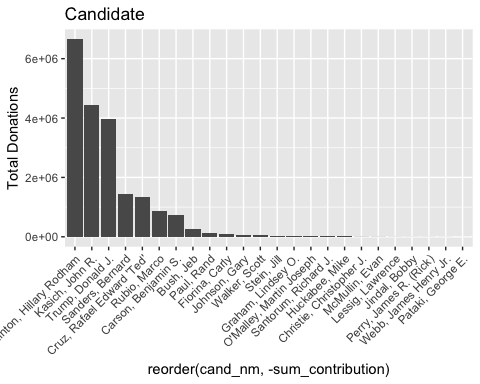 Candidate
Total Donations
6e+06
4e+06
2e+06
0e+00
inton, Hillary Rodham
Kasich, John R.
Trump, Donald J.
Sanders, Bernard
Cruz, Rafael Edward 'Ted'
Rubio, Marco
Carson, Benjamin S.
Bush, Jeb
Paul, Rand
Fiorina, Carly
Johnson, Gary
Walker, Scott
Stein, Jill
Graham, Lindsey O.
O'Malley, Martin Joseph
Santorum, Richard J.
Huckabee, Mike
Christie, Christopher J.
McMullin, Evan
Lessig, Lawrence
Jindal, Bobby
Perry, James R. (Rick)
Webb, James Henry Jr.
Pataki, George E.
reorder(cand_nm, -sum_contribution)